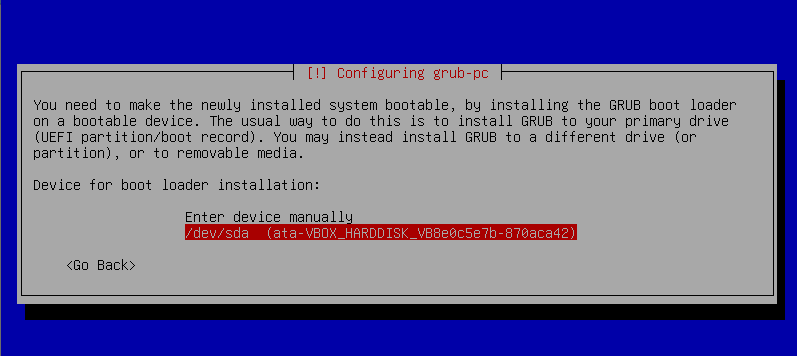 [!] Configuring grub-pc
You need to make the newly installed system bootable, by installing the GRUB boot loader
on a bootable device. The usual way to do this is to install GRUB to your primary drive
(UEFI partition/boot record). You may instead install GRUB to a different drive (or
partition), or to removable media.
Device for boot loader installation:
Enter device manually
/dev/sda (ata-VBOX_HARDDISK_VB8e0c5e7b-870aca42)
<Go Back>